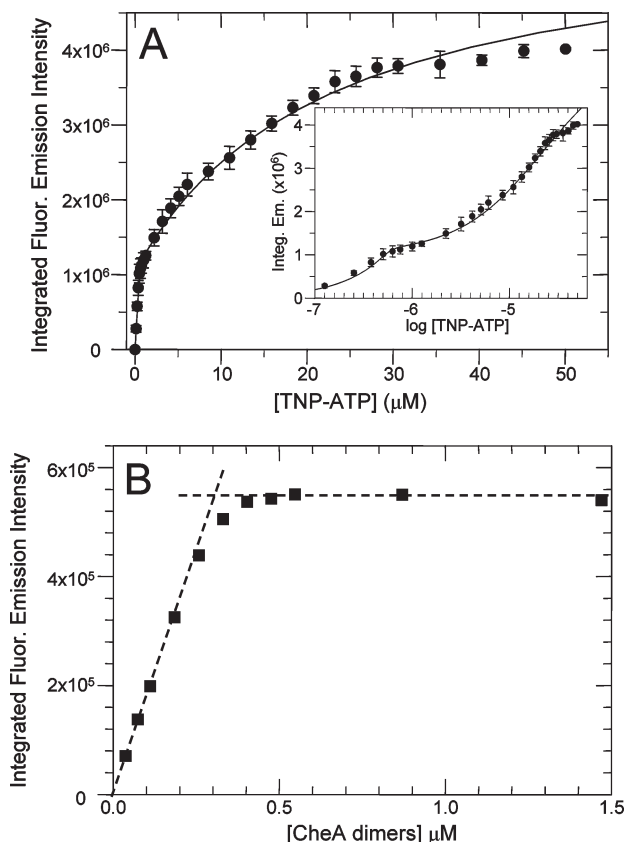 A
Integrated Fluor. Emission Intensity
4x10⁶
3x10⁶
2x10⁶
1x10⁶
0
0 10 20 30 40 50
[TNP-ATP] (μM)
Integ. Em. (x10⁶)
4
3
2
1
0
-7 -6 -5
log [TNP-ATP]
B
Integrated Fluor. Emission Intensity
6x10⁵
4x10⁵
2x10⁵
0
0.0 0.5 1.0 1.5
[CheA dimers] μM